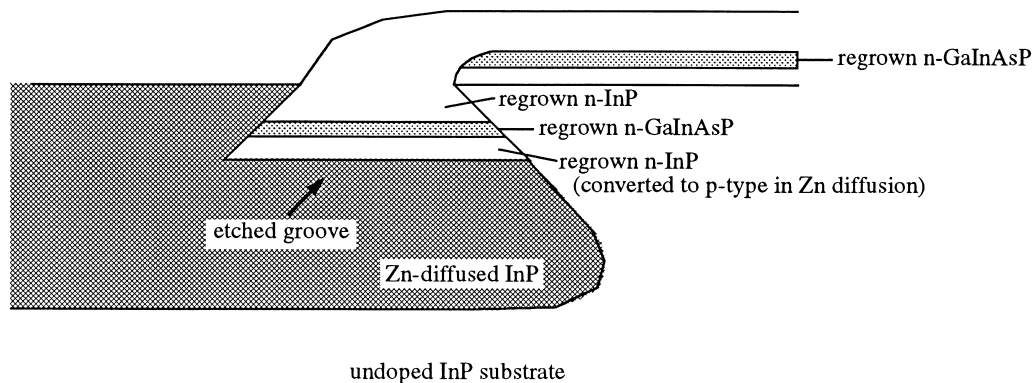 regrown n-GaInAsP
regrown n-InP
regrown n-GaInAsP
regrown n-InP
(converted to p-type in Zn diffusion)
etched groove
Zn-diffused InP
undoped InP substrate